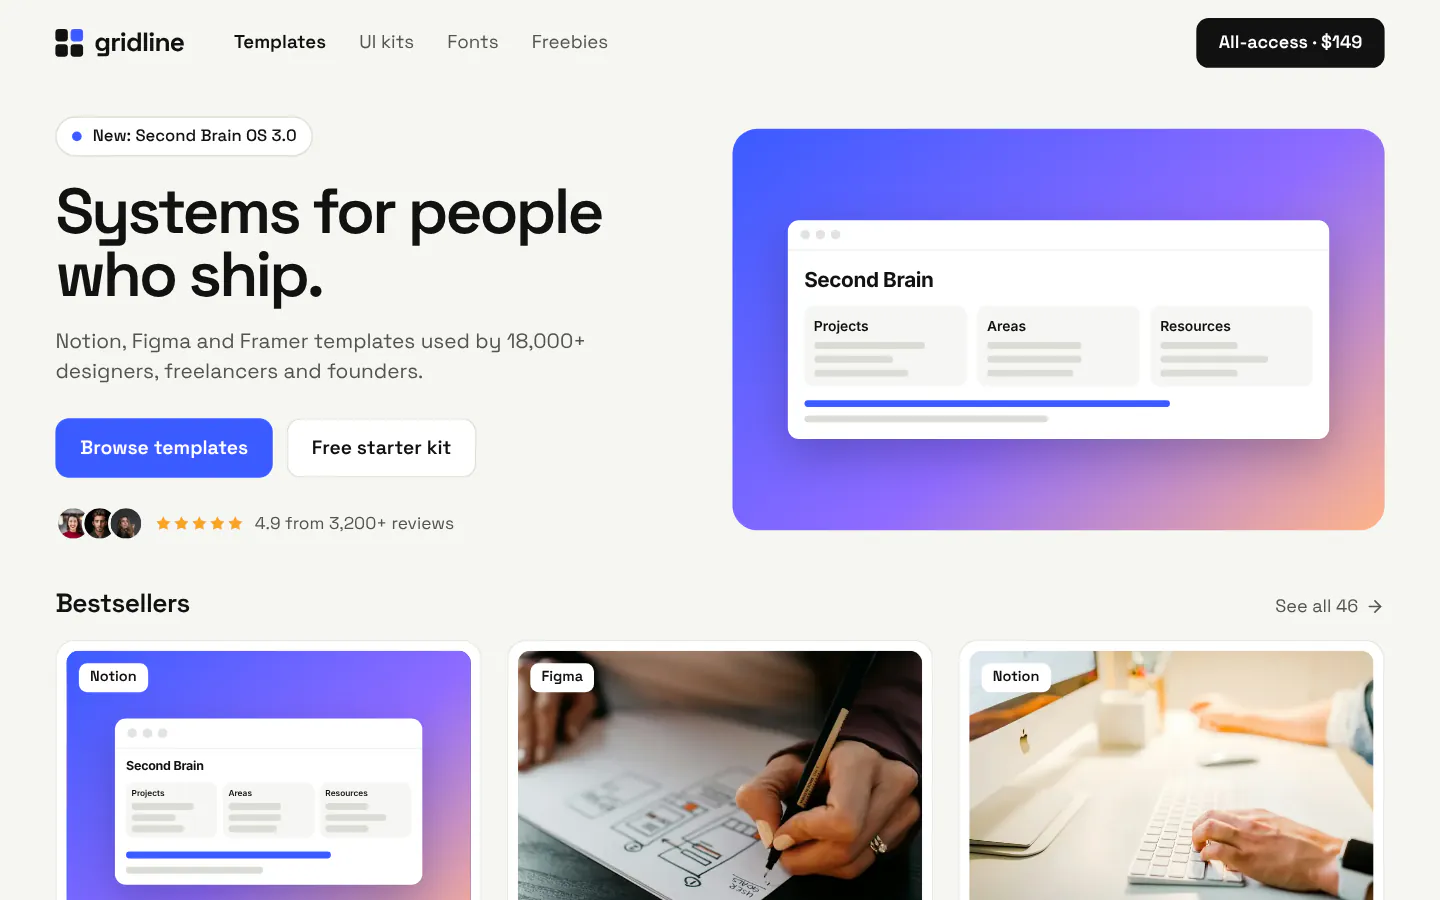 gridline
Templates
UI kits
Fonts
Freebies
All-access · $149
New: Second Brain OS 3.0
Systems for people
who ship.
Notion, Figma and Framer templates used by 18,000+
designers, freelancers and founders.
Browse templates
Free starter kit
4.9 from 3,200+ reviews
Second Brain
Projects
Areas
Resources
Bestsellers
See all 46
Notion
Second Brain
Projects
Areas
Resources
Figma
USER
GOALS
Notion